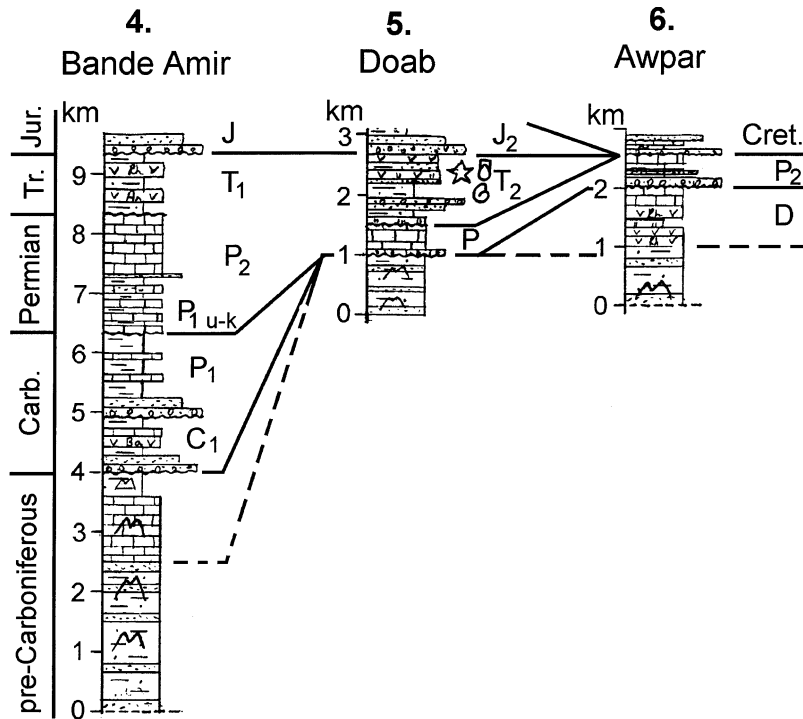 4.
Bande Amir
5.
Doab
6.
Awpar
km
km
3
km
Jur.
Tr.
Permian
Carb.
pre-Carboniferous
9
8
7
6
5
4
3
2
1
0
J
T1
P2
P1 u-k
P1
C1
2
1
0
J2
T2
P
2
1
0
Cret.
P2
D